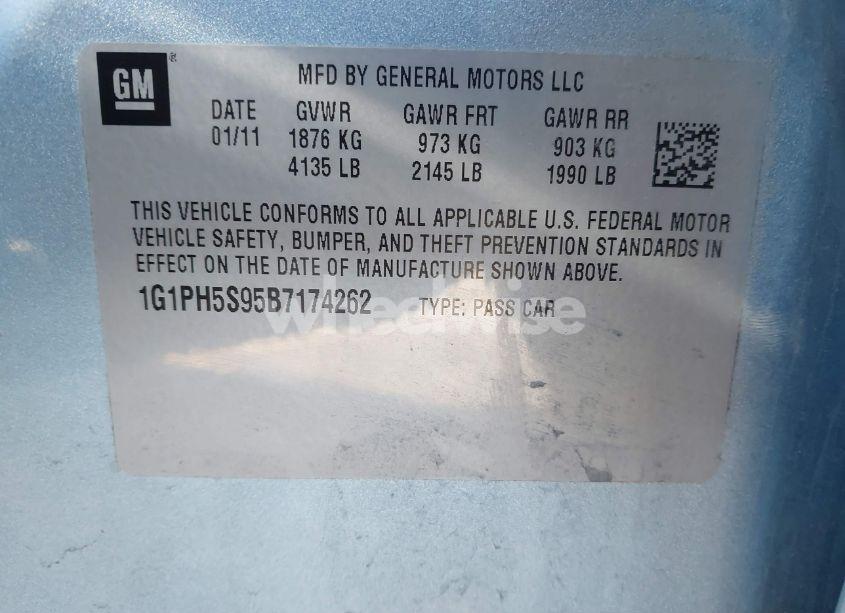 GM®
MFD BY GENERAL MOTORS LLC
DATE GVWR GAWR FRT GAWR RR
01/11 1876 KG 973 KG 903 KG
4135 LB 2145 LB 1990 LB
THIS VEHICLE CONFORMS TO ALL APPLICABLE U.S. FEDERAL MOTOR
VEHICLE SAFETY, BUMPER, AND THEFT PREVENTION STANDARDS IN
EFFECT ON THE DATE OF MANUFACTURE SHOWN ABOVE.
1G1PH5S95B7174262 TYPE: PASS CAR
wheelwise